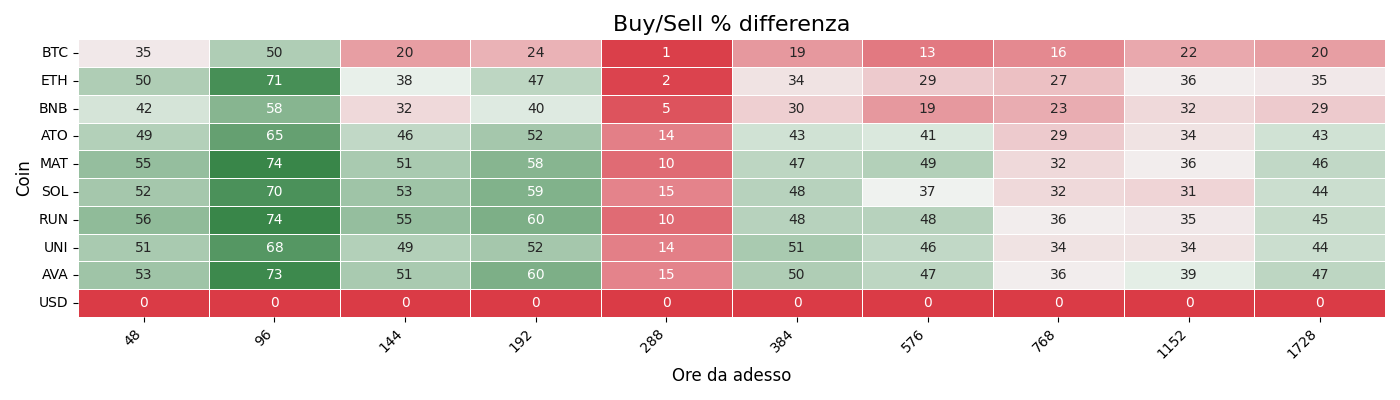 Buy/Sell % differenza
BTC 35 50 20 24 1 19 13 16 22 20
ETH 50 71 38 47 2 34 29 27 36 35
BNB 42 58 32 40 5 30 19 23 32 29
ATO 49 65 46 52 14 43 41 29 34 43
MAT 55 74 51 58 10 47 49 32 36 46
SOL 52 70 53 59 15 48 37 32 31 44
RUN 56 74 55 60 10 48 48 36 35 45
UNI 51 68 49 52 14 51 46 34 34 44
AVA 53 73 51 60 15 50 47 36 39 47
USD 0 0 0 0 0 0 0 0 0 0
Coin
48 96 144 192 288 384 576 768 1152 1728
Ore da adesso